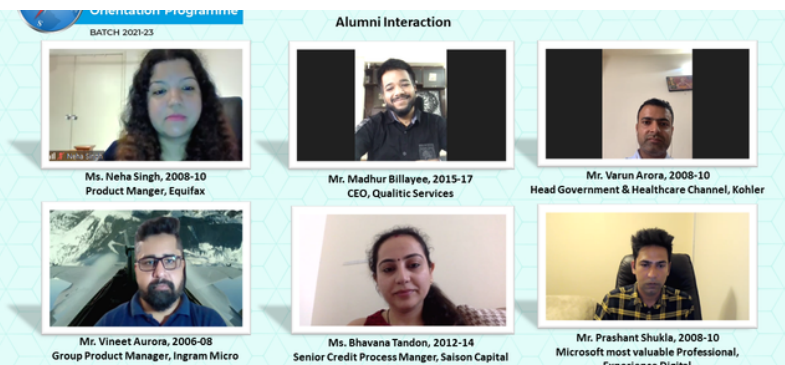 Orientation Programme
BATCH 2021-23
Alumni Interaction
Neha Singh
Ms. Neha Singh, 2008-10
Product Manger, Equifax
Mr. Madhur Billayee, 2015-17
CEO, Qualitic Services
Mr. Varun Arora, 2008-10
Head Government & Healthcare Channel, Kohler
Mr. Vineet Aurora, 2006-08
Group Product Manager, Ingram Micro
Ms. Bhavana Tandon, 2012-14
Senior Credit Process Manger, Saison Capital
Mr. Prashant Shukla, 2008-10
Microsoft most valuable Professional,
Experience Digital